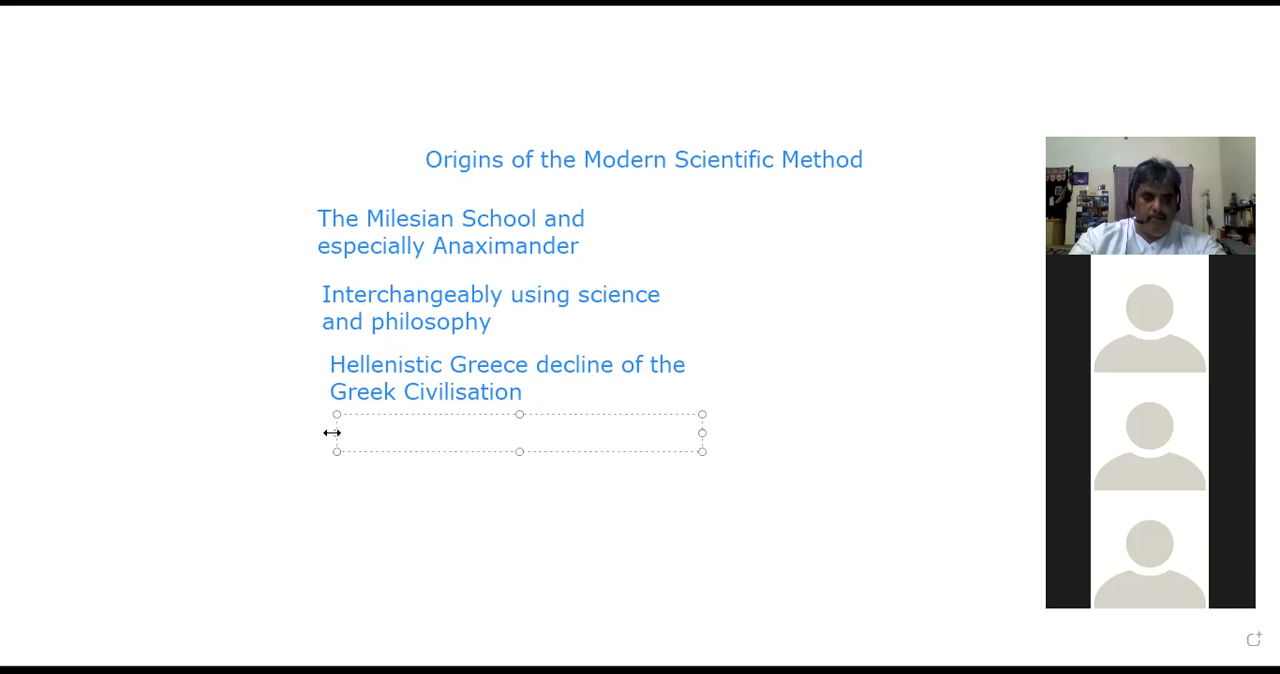 Origins of the Modern Scientific Method
The Milesian School and
especially Anaximander
Interchangeably using science
and philosophy
Hellenistic Greece decline of the
Greek Civilisation